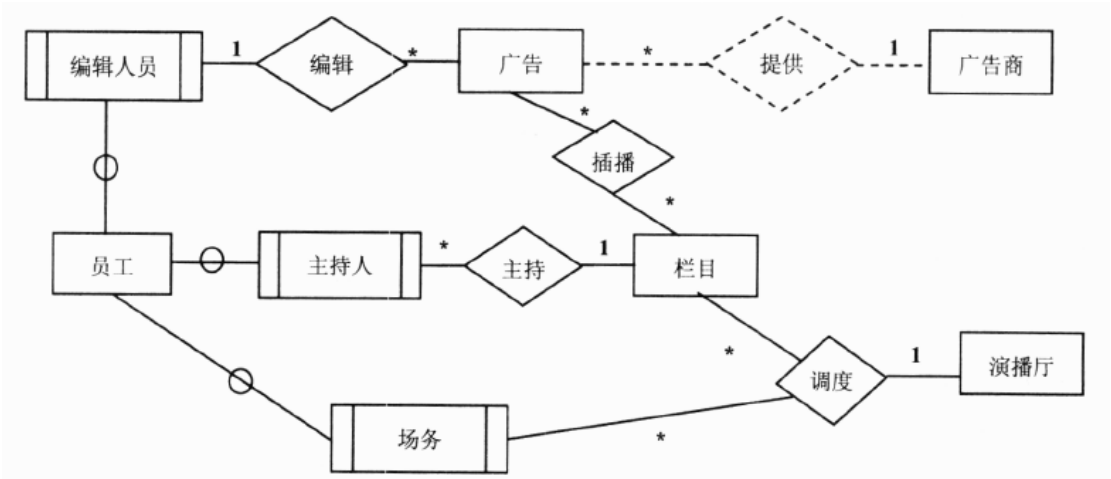 编辑人员 1 编辑 * 广告 * 提供 1 广告商
*
插播
*
员工 主持人 * 主持 1 栏目
*
调度 1 演播厅
场务 *